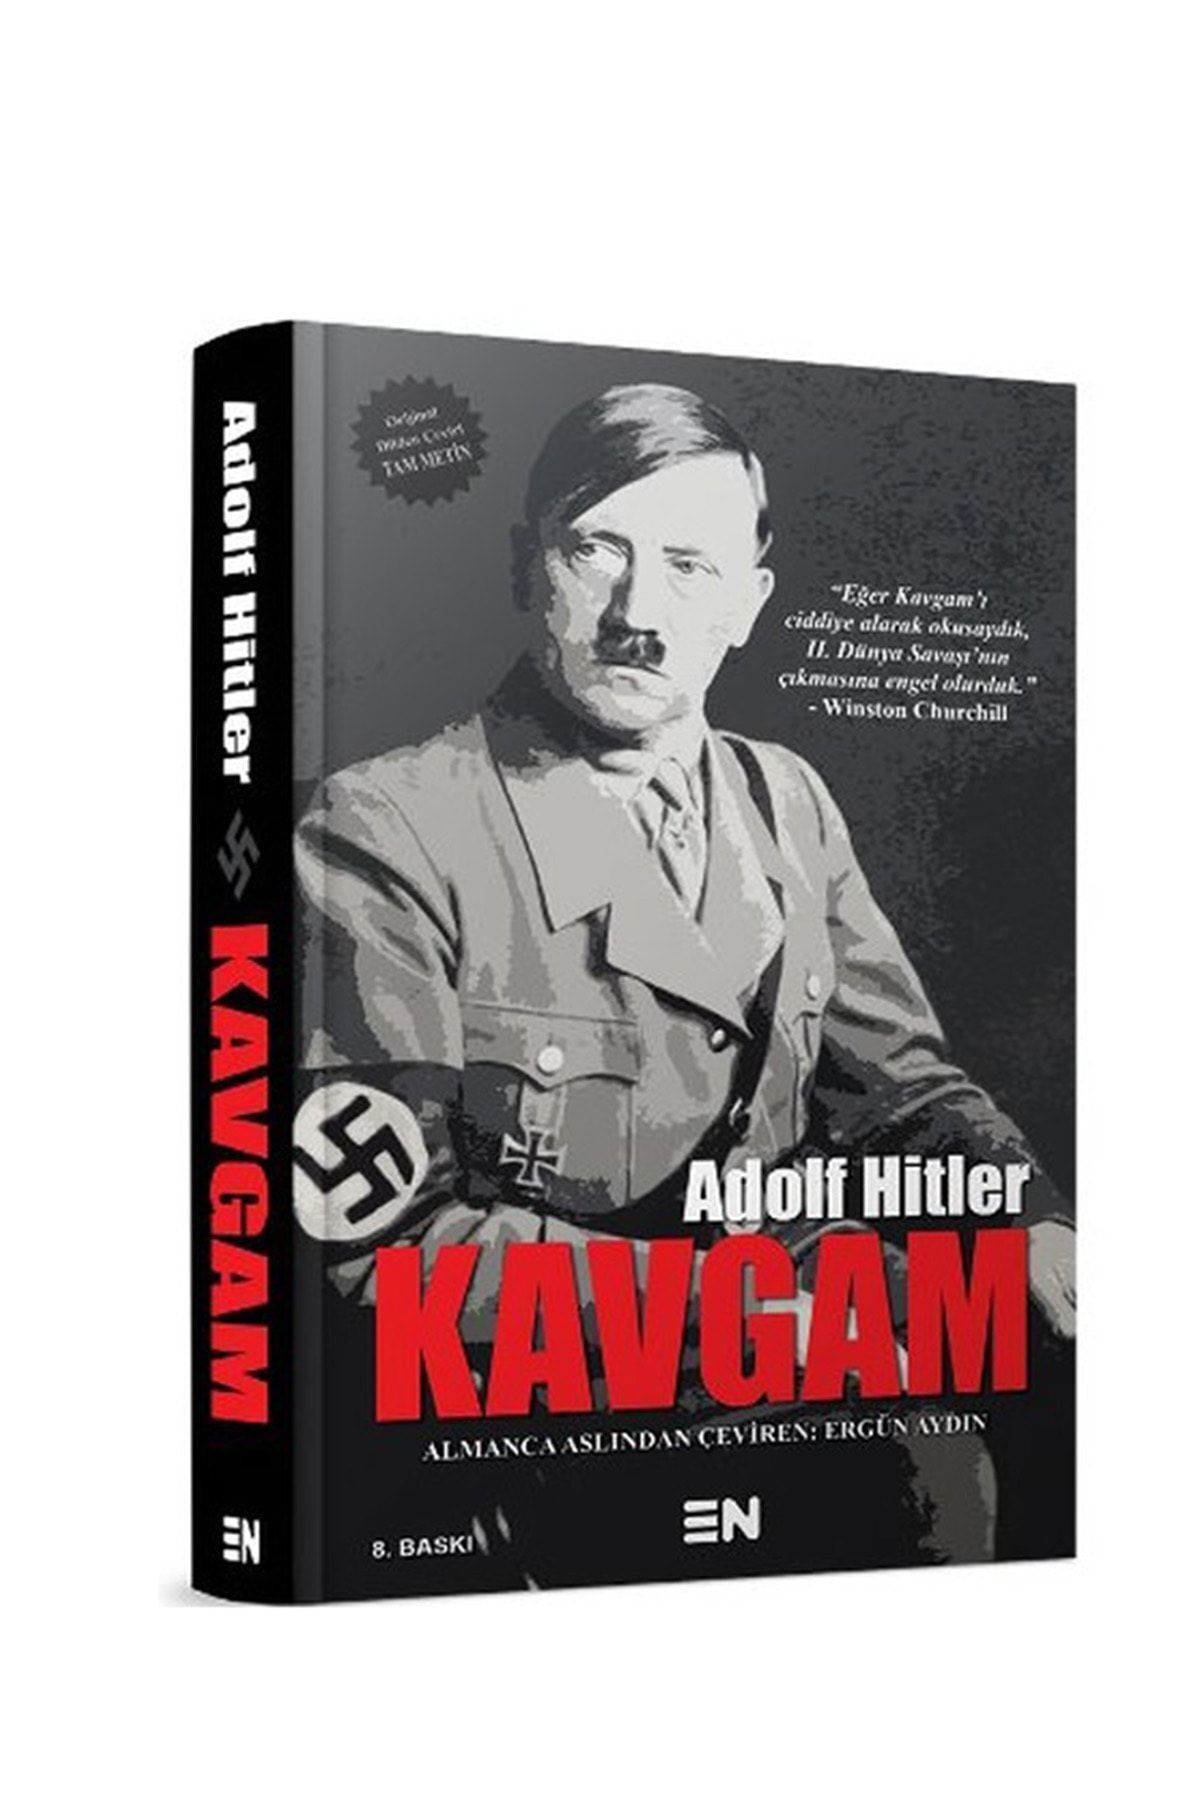 Adolf Hitler KAVGAM
EN
Orijinal
Dilden Çeviri
TAM METİN
“Eğer Kavgam’ı
ciddiye alarak okusaydık,
II. Dünya Savaşı’nın
çıkmasına engel olurduk.”
- Winston Churchill
Adolf Hitler
KAVGAM
ALMANCA ASLINDAN ÇEVİREN: ERGÜN AYDIN
EN
8. BASKI